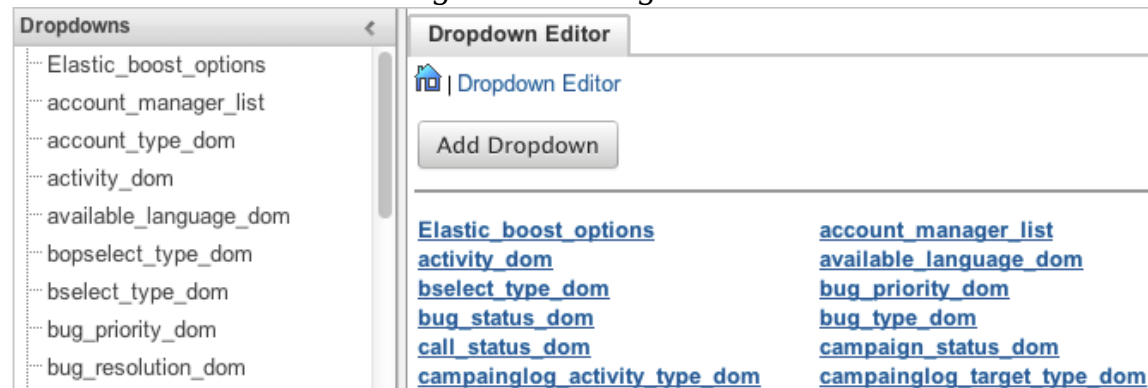 Dropdowns
Elastic_boost_options
account_manager_list
account_type_dom
activity_dom
available_language_dom
bopselect_type_dom
bselect_type_dom
bug_priority_dom
bug_resolution_dom
Dropdown Editor
| Dropdown Editor
Add Dropdown
Elastic_boost_options account_manager_list
activity_dom available_language_dom
bselect_type_dom bug_priority_dom
bug_status_dom bug_type_dom
call_status_dom campaign_status_dom
campainglog_activity_type_dom campainglog_target_type_dom